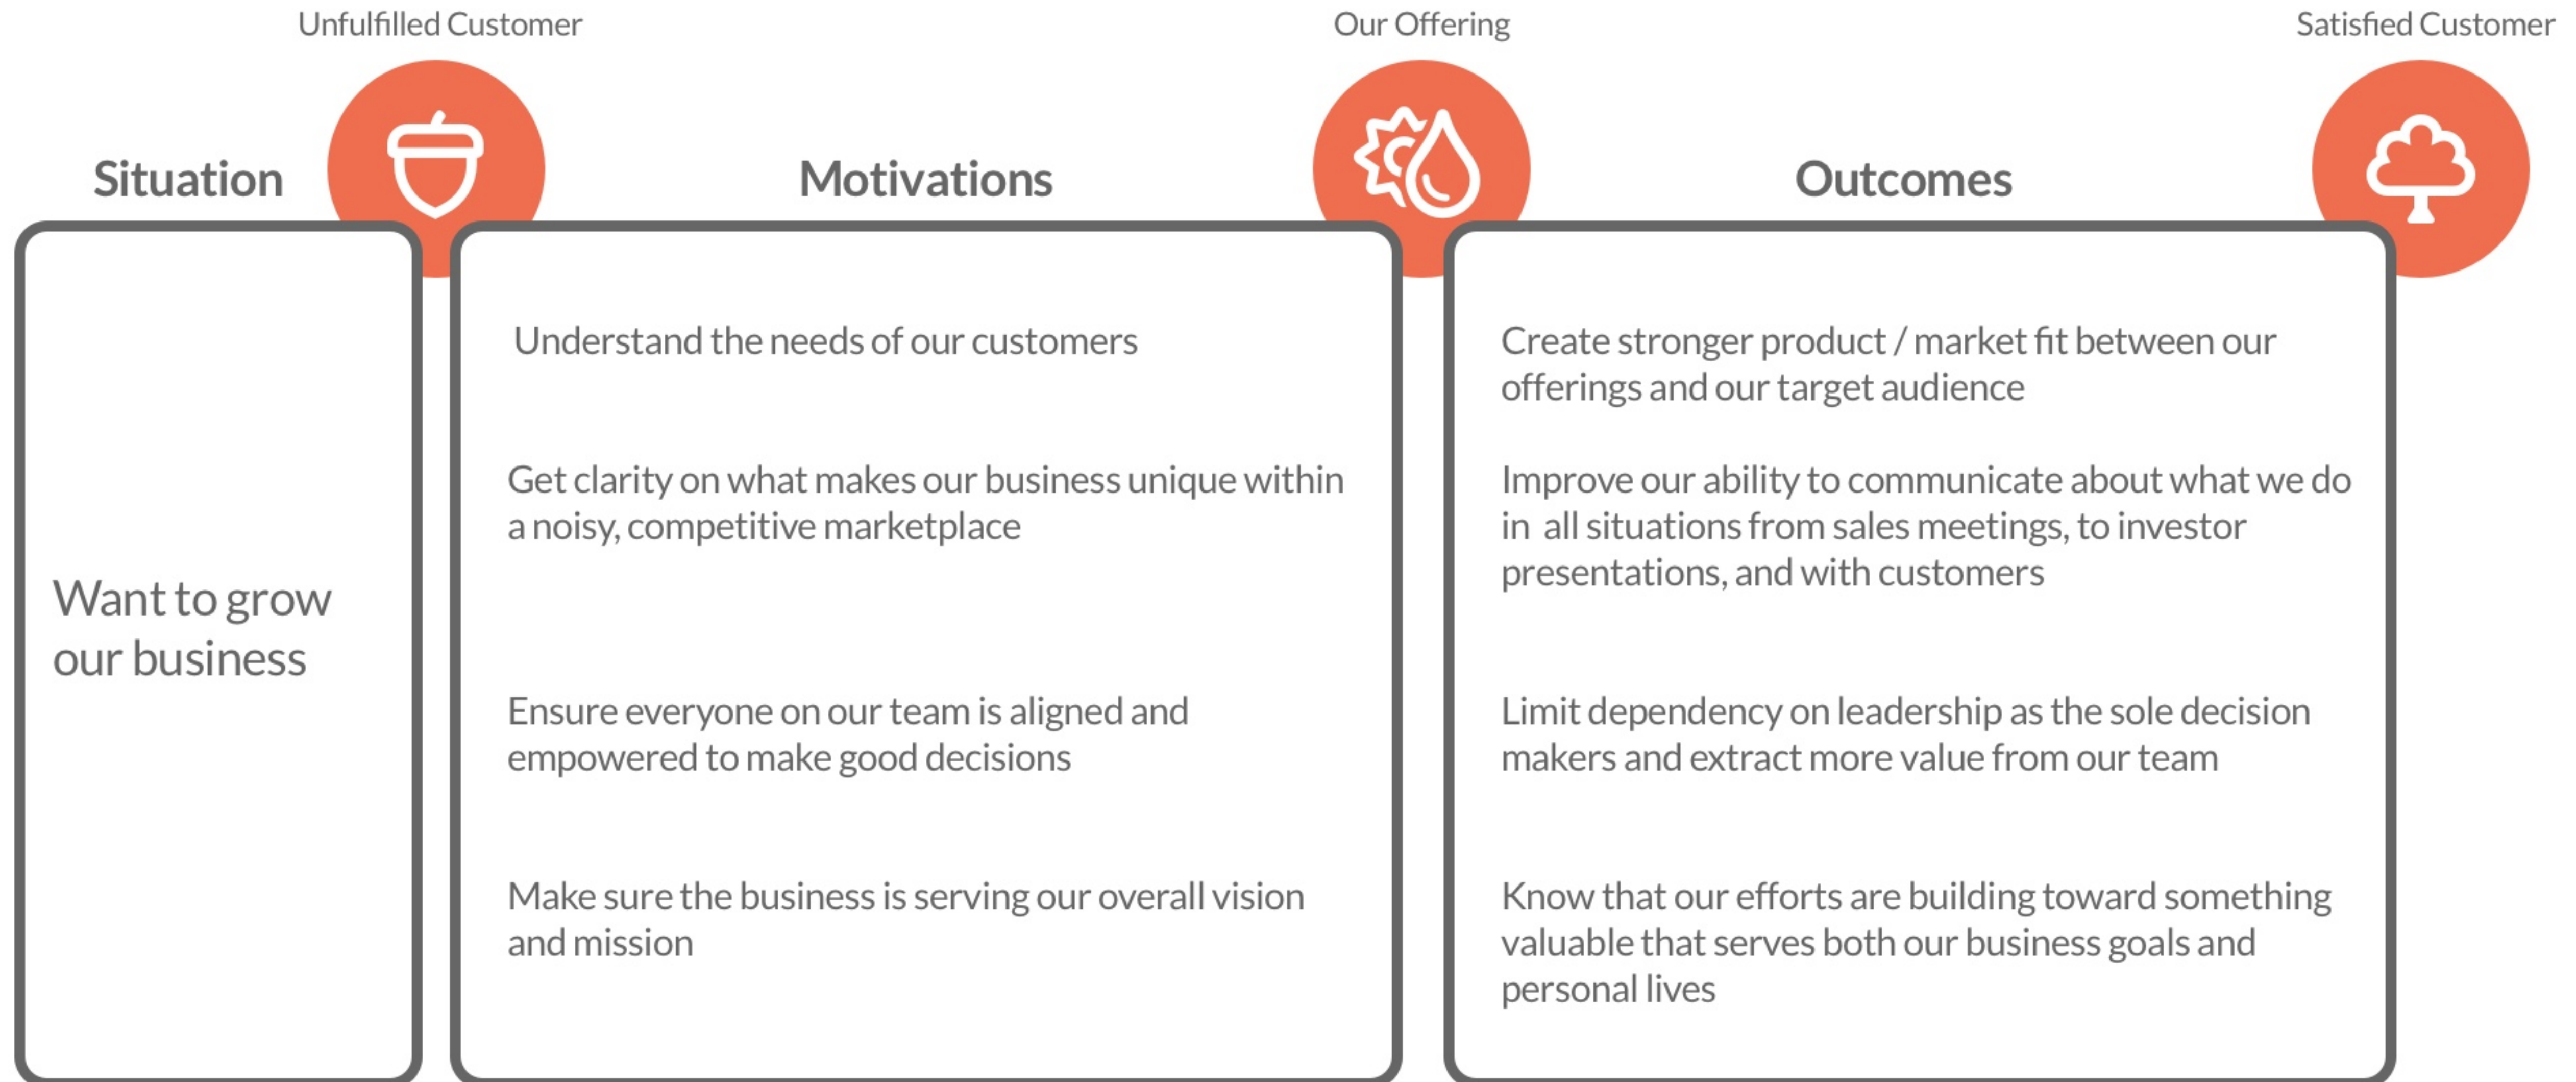 Unfulfilled Customer
Our Offering
Satisfied Customer
Situation
Motivations
Outcomes
Want to grow
our business
Understand the needs of our customers
Get clarity on what makes our business unique within
a noisy, competitive marketplace
Ensure everyone on our team is aligned and
empowered to make good decisions
Make sure the business is serving our overall vision
and mission
Create stronger product / market fit between our
offerings and our target audience
Improve our ability to communicate about what we do
in all situations from sales meetings, to investor
presentations, and with customers
Limit dependency on leadership as the sole decision
makers and extract more value from our team
Know that our efforts are building toward something
valuable that serves both our business goals and
personal lives